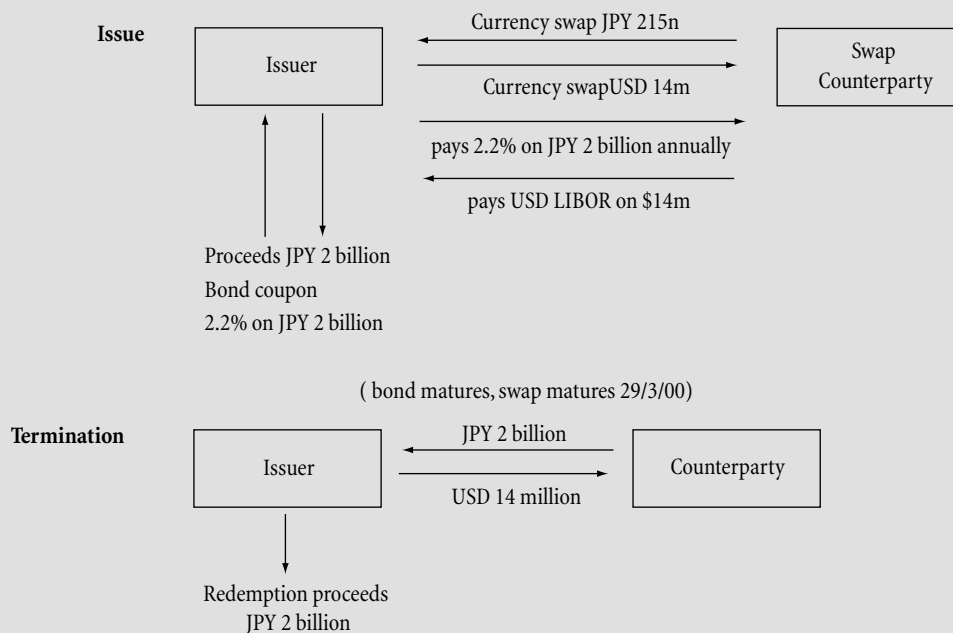 Issue
Issuer
Currency swap JPY 215n
Currency swapUSD 14m
pays 2.2% on JPY 2 billion annually
pays USD LIBOR on $14m
Swap
Counterparty
Proceeds JPY 2 billion
Bond coupon
2.2% on JPY 2 billion
( bond matures, swap matures 29/3/00)
Termination
Issuer
JPY 2 billion
USD 14 million
Counterparty
Redemption proceeds
JPY 2 billion